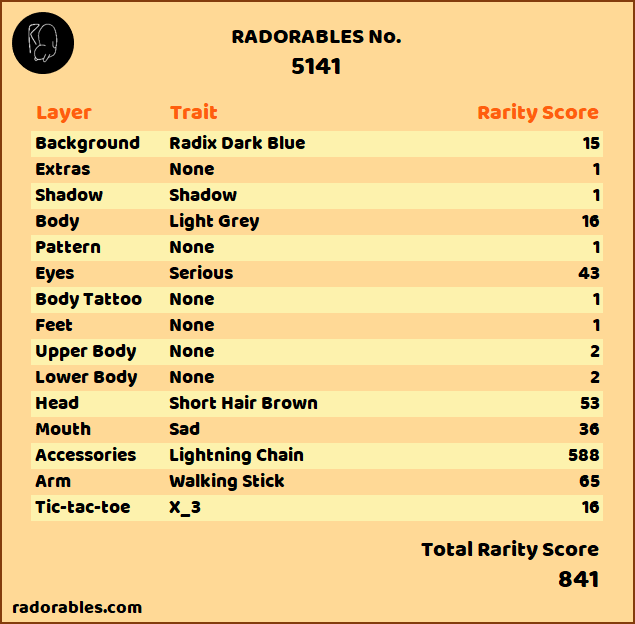 RADORABLES No.
5141
Layer Trait Rarity Score
Background Radix Dark Blue 15
Extras None 1
Shadow Shadow 1
Body Light Grey 16
Pattern None 1
Eyes Serious 43
Body Tattoo None 1
Feet None 1
Upper Body None 2
Lower Body None 2
Head Short Hair Brown 53
Mouth Sad 36
Accessories Lightning Chain 588
Arm Walking Stick 65
Tic-tac-toe X_3 16
Total Rarity Score
841
radorables.com